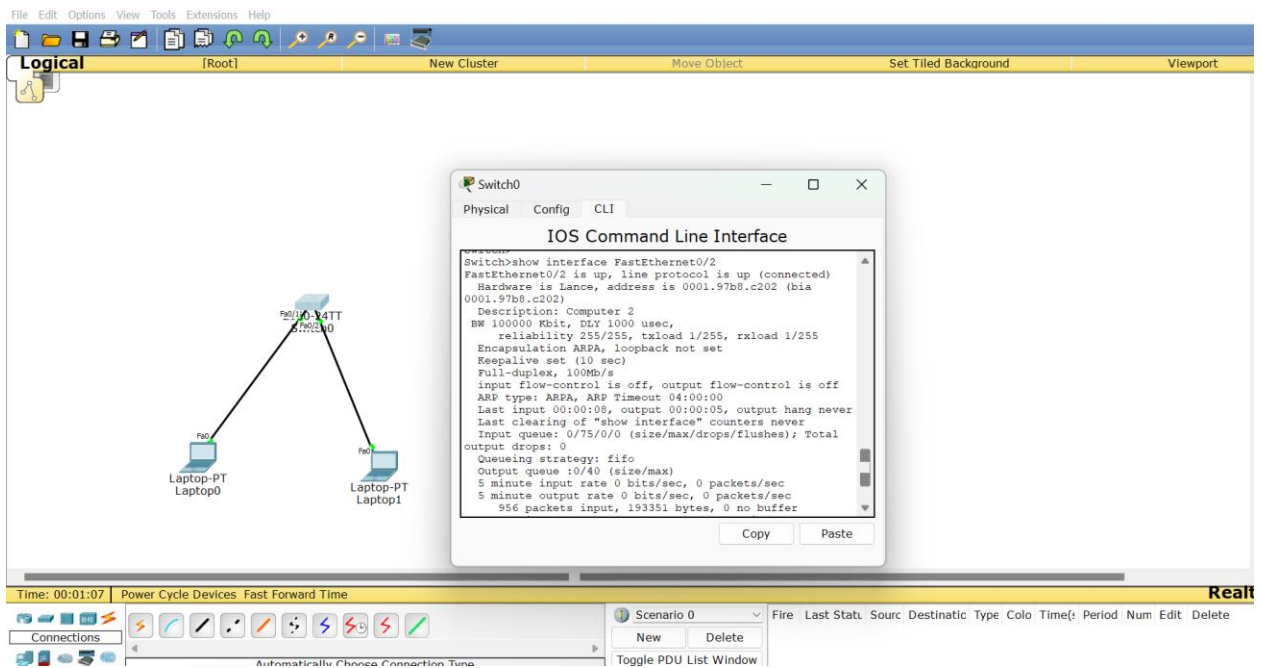 File Edit Options View Tools Extensions Help
Logical [Root] New Cluster Move Object Set Tiled Background Viewport
Switch0
Physical Config CLI
IOS Command Line Interface
Switch>show interface FastEthernet0/2
FastEthernet0/2 is up, line protocol is up (connected)
Hardware is Lance, address is 0001.97b8.c202 (bia
0001.97b8.c202)
Description: Computer 2
BW 100000 Kbit, DLY 1000 usec,
reliability 255/255, txload 1/255, rxload 1/255
Encapsulation ARPA, loopback not set
Keepalive set (10 sec)
Full-duplex, 100Mb/s
input flow-control is off, output flow-control is off
ARP type: ARPA, ARP Timeout 04:00:00
Last input 00:00:08, output 00:00:05, output hang never
Last clearing of "show interface" counters never
Input queue: 0/75/0/0 (size/max/drops/flushes); Total
output drops: 0
Queueing strategy: fifo
Output queue :0/40 (size/max)
5 minute input rate 0 bits/sec, 0 packets/sec
5 minute output rate 0 bits/sec, 0 packets/sec
956 packets input, 193351 bytes, 0 no buffer
Copy Paste
Fa0/2
Fa0
Laptop-PT
Laptop0
Fa0
Laptop-PT
Laptop1
Time: 00:01:07 Power Cycle Devices Fast Forward Time Realt
Connections
Automatically Choose Connection Type
Scenario 0
New Delete
Toggle PDU List Window
Fire Last Statu Sourc Destinatic Type Colo Time(s Period Num Edit Delete